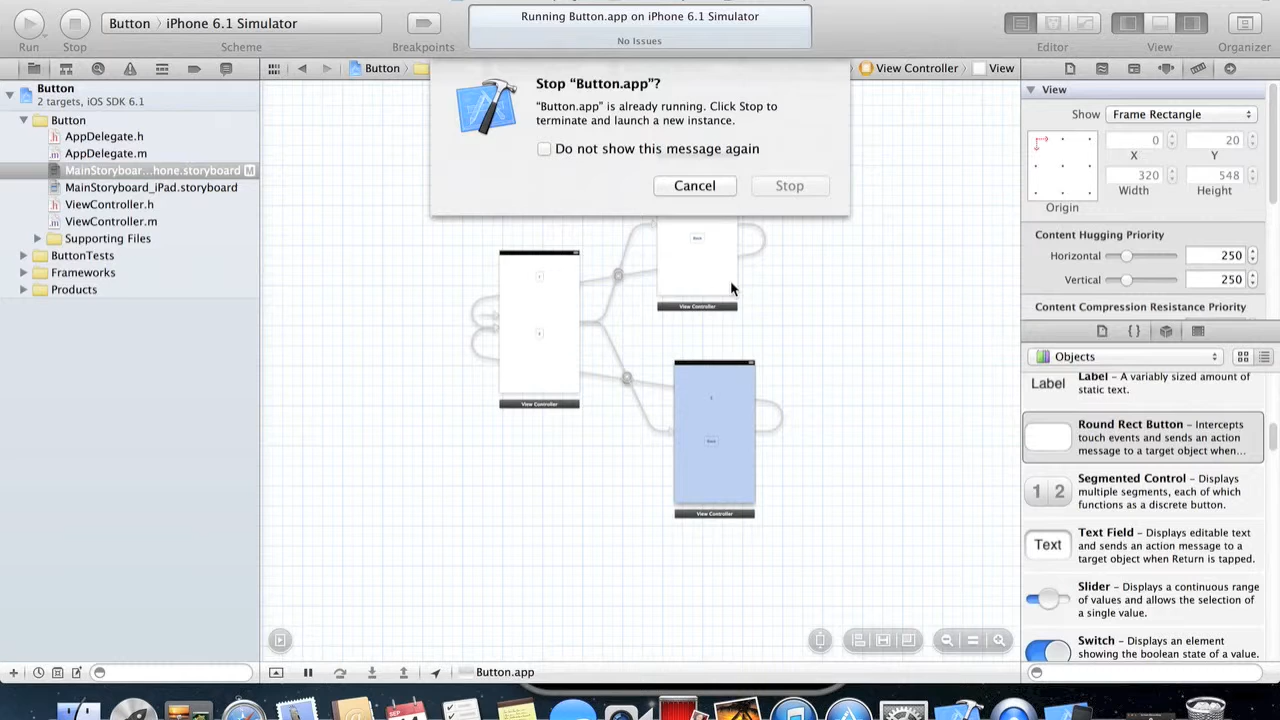 Button › iPhone 6.1 Simulator
Running Button.app on iPhone 6.1 Simulator
No Issues
Run
Stop
Scheme
Breakpoints
Editor
View
Organizer
Button
View Controller
View
Button
2 targets, iOS SDK 6.1
Button
AppDelegate.h
AppDelegate.m
MainStoryboar...hone.storyboard
M
MainStoryboard_iPad.storyboard
ViewController.h
ViewController.m
Supporting Files
ButtonTests
Frameworks
Products
Stop “Button.app”?
“Button.app” is already running. Click Stop to
terminate and launch a new instance.
Do not show this message again
Cancel
Stop
View Controller
View Controller
View Controller
Button.app
View
Show
Frame Rectangle
0
20
X
Y
320
548
Width
Height
Origin
Content Hugging Priority
Horizontal
250
Vertical
250
Content Compression Resistance Priority
Objects
Label
Label – A variably sized amount of
static text.
Round Rect Button – Intercepts
touch events and sends an action
message to a target object when...
1 2
Segmented Control – Displays
multiple segments, each of which
functions as a discrete button.
Text
Text Field – Displays editable text
and sends an action message to a
target object when Return is tapped.
Slider – Displays a continuous range
of values and allows the selection of
a single value.
Switch – Displays an element
showing the boolean state of a value.
SEP